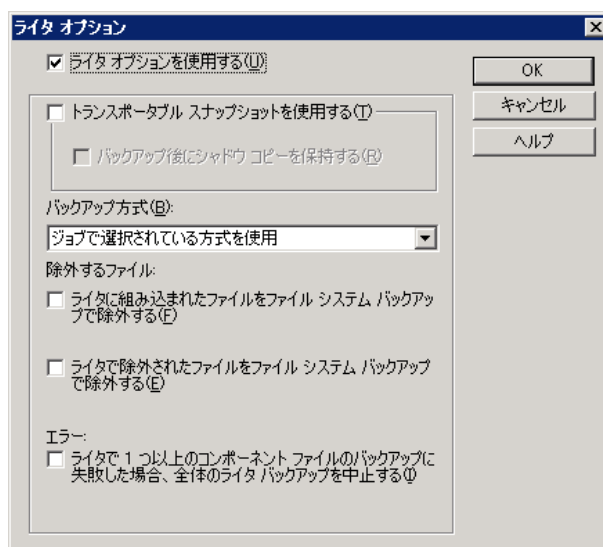 ライタ オプション
ライタ オプションを使用する(U)
OK
キャンセル
ヘルプ
トランスポータブル スナップショットを使用する(T)
バックアップ後にシャドウ コピーを保持する(R)
バックアップ方式(B):
ジョブで選択されている方式を使用
除外するファイル:
ライタに組み込まれたファイルをファイル システム バックアッ
プで除外する(F)
ライタで除外されたファイルをファイル システム バックアップ
で除外する(E)
エラー:
ライタで 1 つ以上のコンポーネント ファイルのバックアップに
失敗した場合、全体のライタ バックアップを中止する(I)